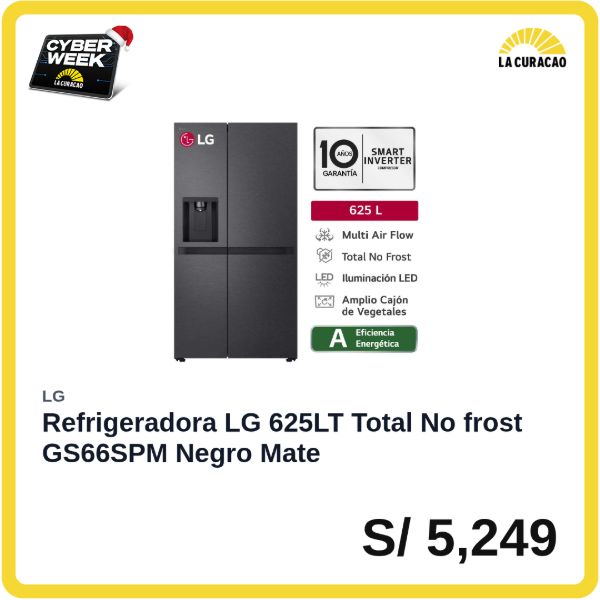 CYBER
WEEK
LA CURACAO
LA CURACAO
LG
10 AÑOS
GARANTÍA
SMART
INVERTER
COMPRESSOR
625 L
Multi Air Flow
Total No Frost
LED Iluminación LED
Amplio Cajón
de Vegetales
A Eficiencia
Energética
LG
Refrigeradora LG 625LT Total No frost
GS66SPM Negro Mate
S/ 5,249